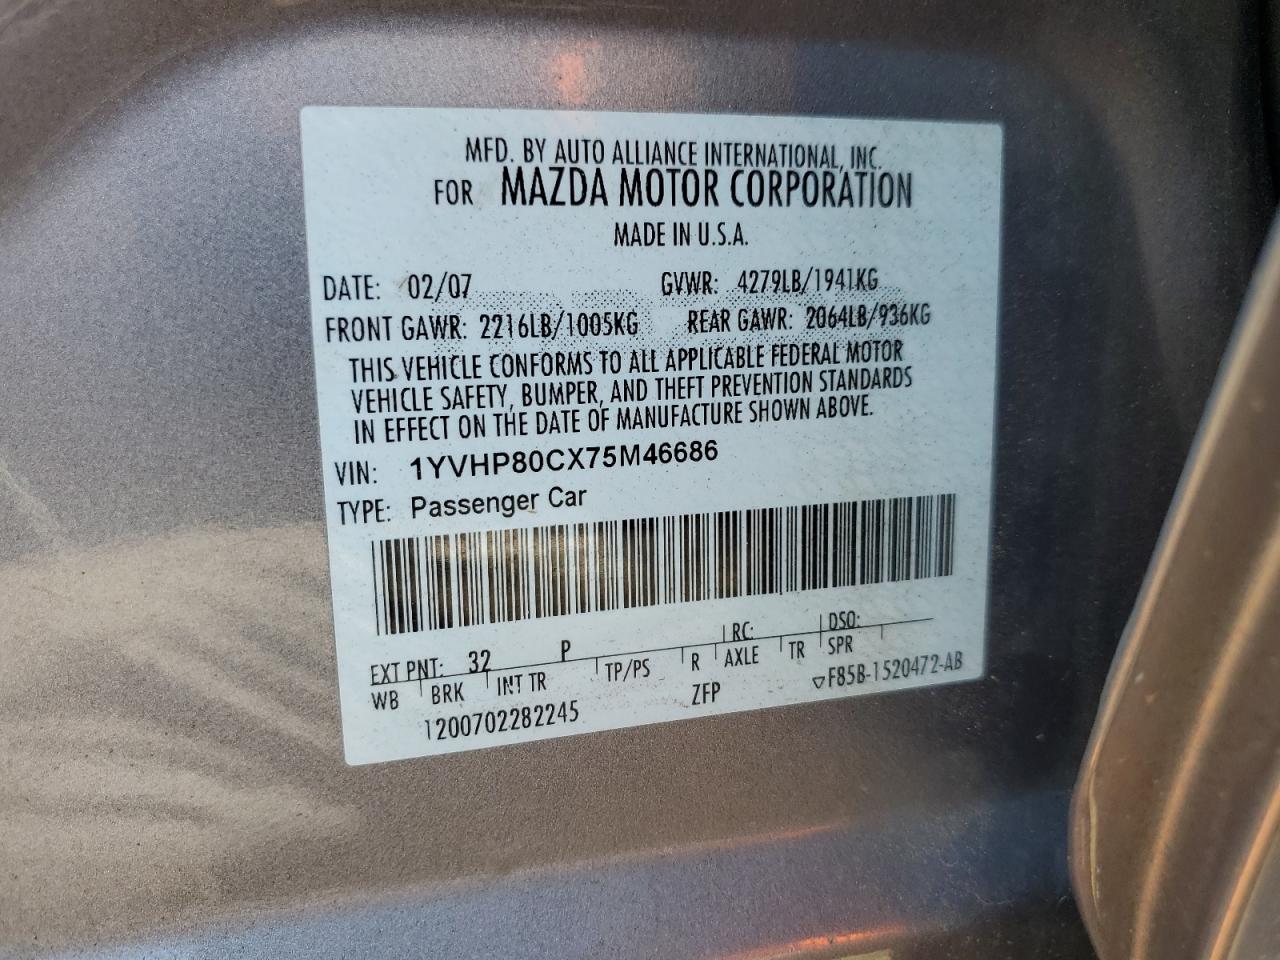 MFD. BY AUTO ALLIANCE INTERNATIONAL, INC.
FOR MAZDA MOTOR CORPORATION
MADE IN U.S.A.
DATE: 02/07 GVWR: 4279LB/1941KG
FRONT GAWR: 2216LB/1005KG REAR GAWR: 2064LB/936KG
THIS VEHICLE CONFORMS TO ALL APPLICABLE FEDERAL MOTOR
VEHICLE SAFETY, BUMPER, AND THEFT PREVENTION STANDARDS
IN EFFECT ON THE DATE OF MANUFACTURE SHOWN ABOVE.
VIN: 1YVHP80CX75M46686
TYPE: Passenger Car
EXT PNT: 32 P RC: DSO:
WB BRK INT TR TP/PS R AXLE TR SPR
1200702282245 ZFP ▽F85B-1520472-AB